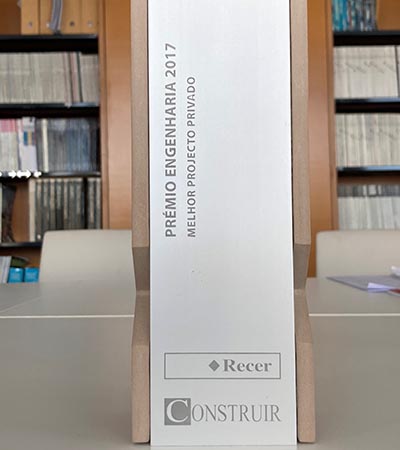 PRÉMIO ENGENHARIA 2017
MELHOR PROJECTO PRIVADO
Recer
CONSTRUIR